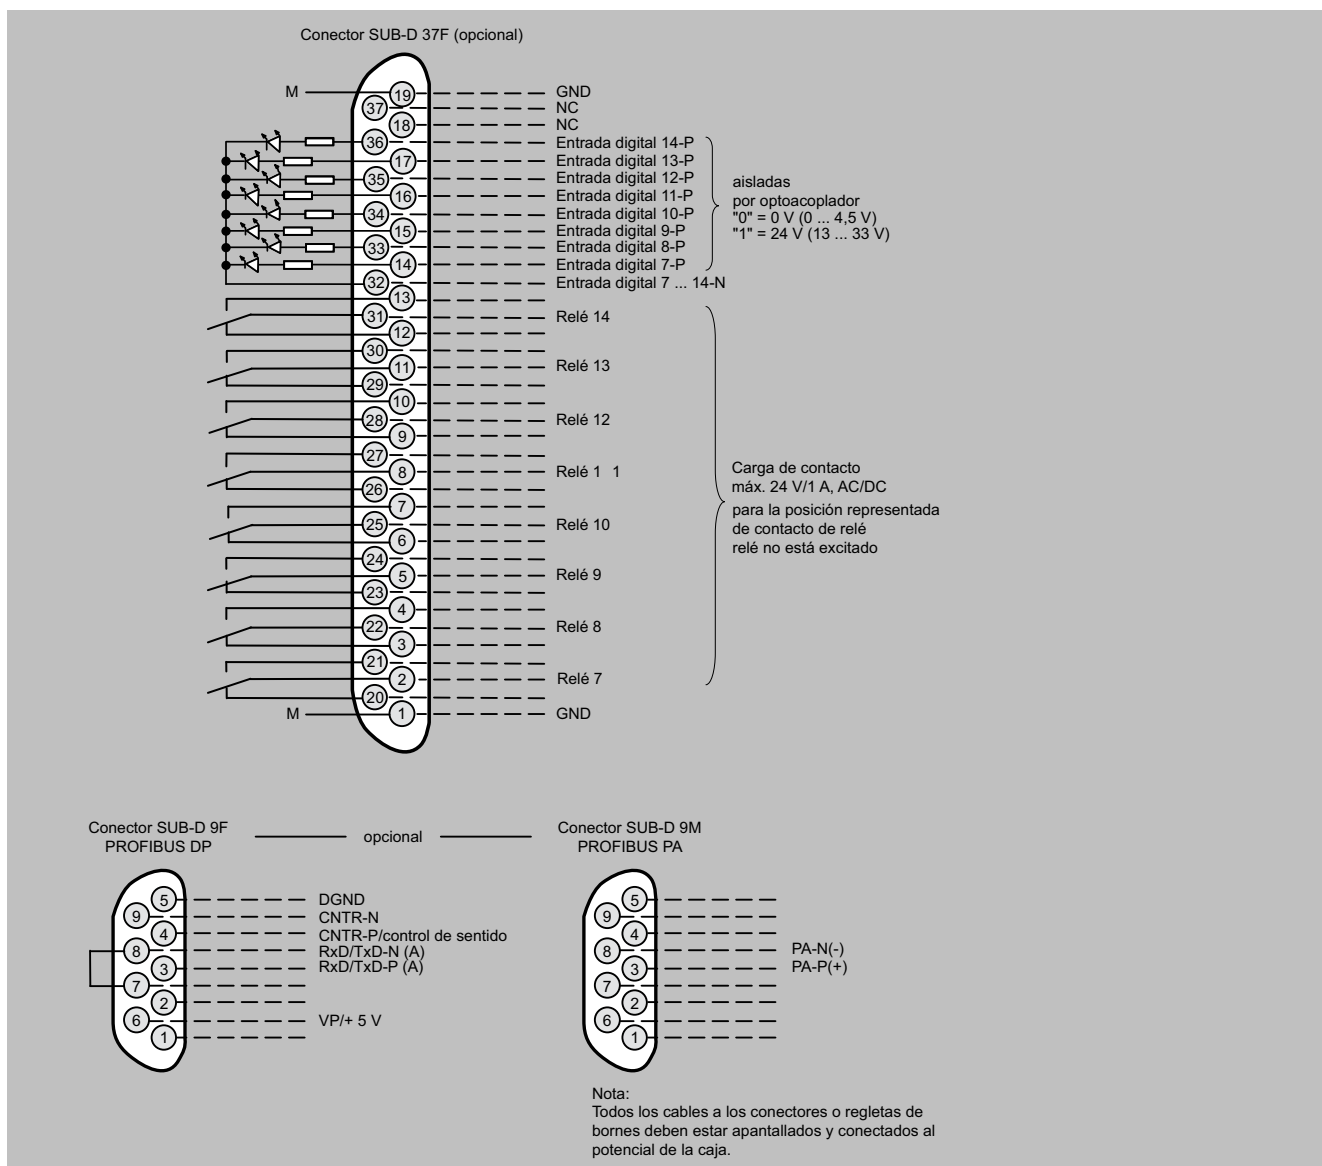 Conector SUB-D 37F (opcional)
M 19 GND
37 NC
18 NC
36 Entrada digital 14-P
17 Entrada digital 13-P
35 Entrada digital 12-P
16 Entrada digital 11-P
34 Entrada digital 10-P
15 Entrada digital 9-P
33 Entrada digital 8-P
14 Entrada digital 7-P
32 Entrada digital 7 ... 14-N
aisladas
por optoacoplador
"0" = 0 V (0 ... 4,5 V)
"1" = 24 V (13 ... 33 V)
13
31 Relé 14
12
30
11 Relé 13
29
10
28 Relé 12
9
27
8 Relé 1 1
26
7
25 Relé 10
6
24
5 Relé 9
23
4
22 Relé 8
3
21
2 Relé 7
20
M 1 GND
Carga de contacto
máx. 24 V/1 A, AC/DC
para la posición representada
de contacto de relé
relé no está excitado
Conector SUB-D 9F
PROFIBUS DP
opcional
Conector SUB-D 9M
PROFIBUS PA
5 DGND
9 CNTR-N
4 CNTR-P/control de sentido
8 RxD/TxD-N (A)
3 RxD/TxD-P (A)
7
2
6 VP/+ 5 V
1
5
9
4
8 PA-N(-)
3 PA-P(+)
7
2
6
1
Nota:
Todos los cables a los conectores o regletas de
bornes deben estar apantallados y conectados al
potencial de la caja.